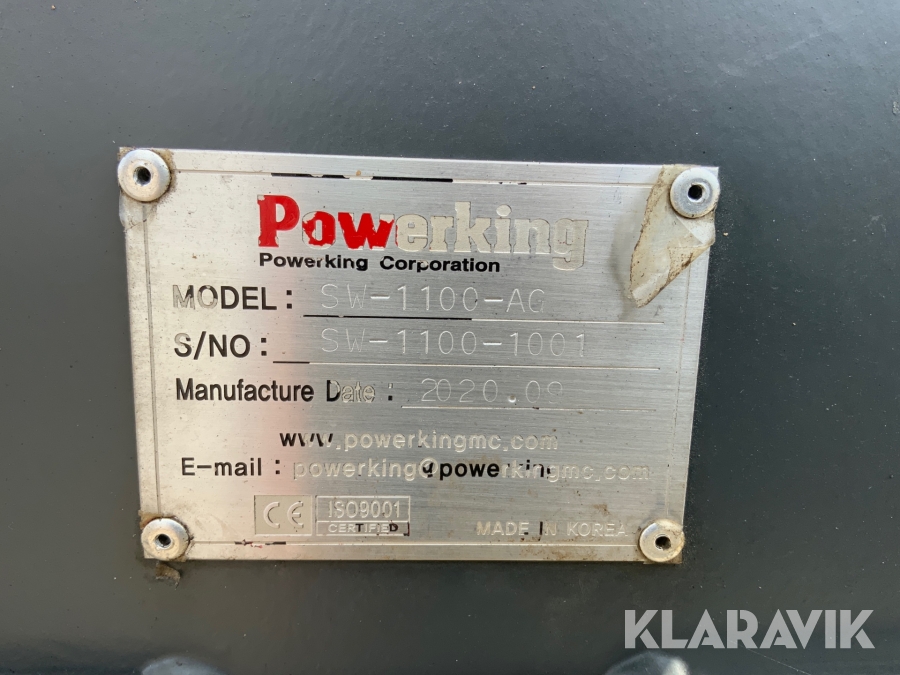 Powerking
Powerking Corporation
MODEL: SW-1100-AG
S/NO: SW-1100-1001
Manufacture Date: 2020.09
www.powerkingmc.com
E-mail: powerking@powerkingmc.com
CE ISO9001
CERTIFIED
MADE IN KOREA
KLARAVIK